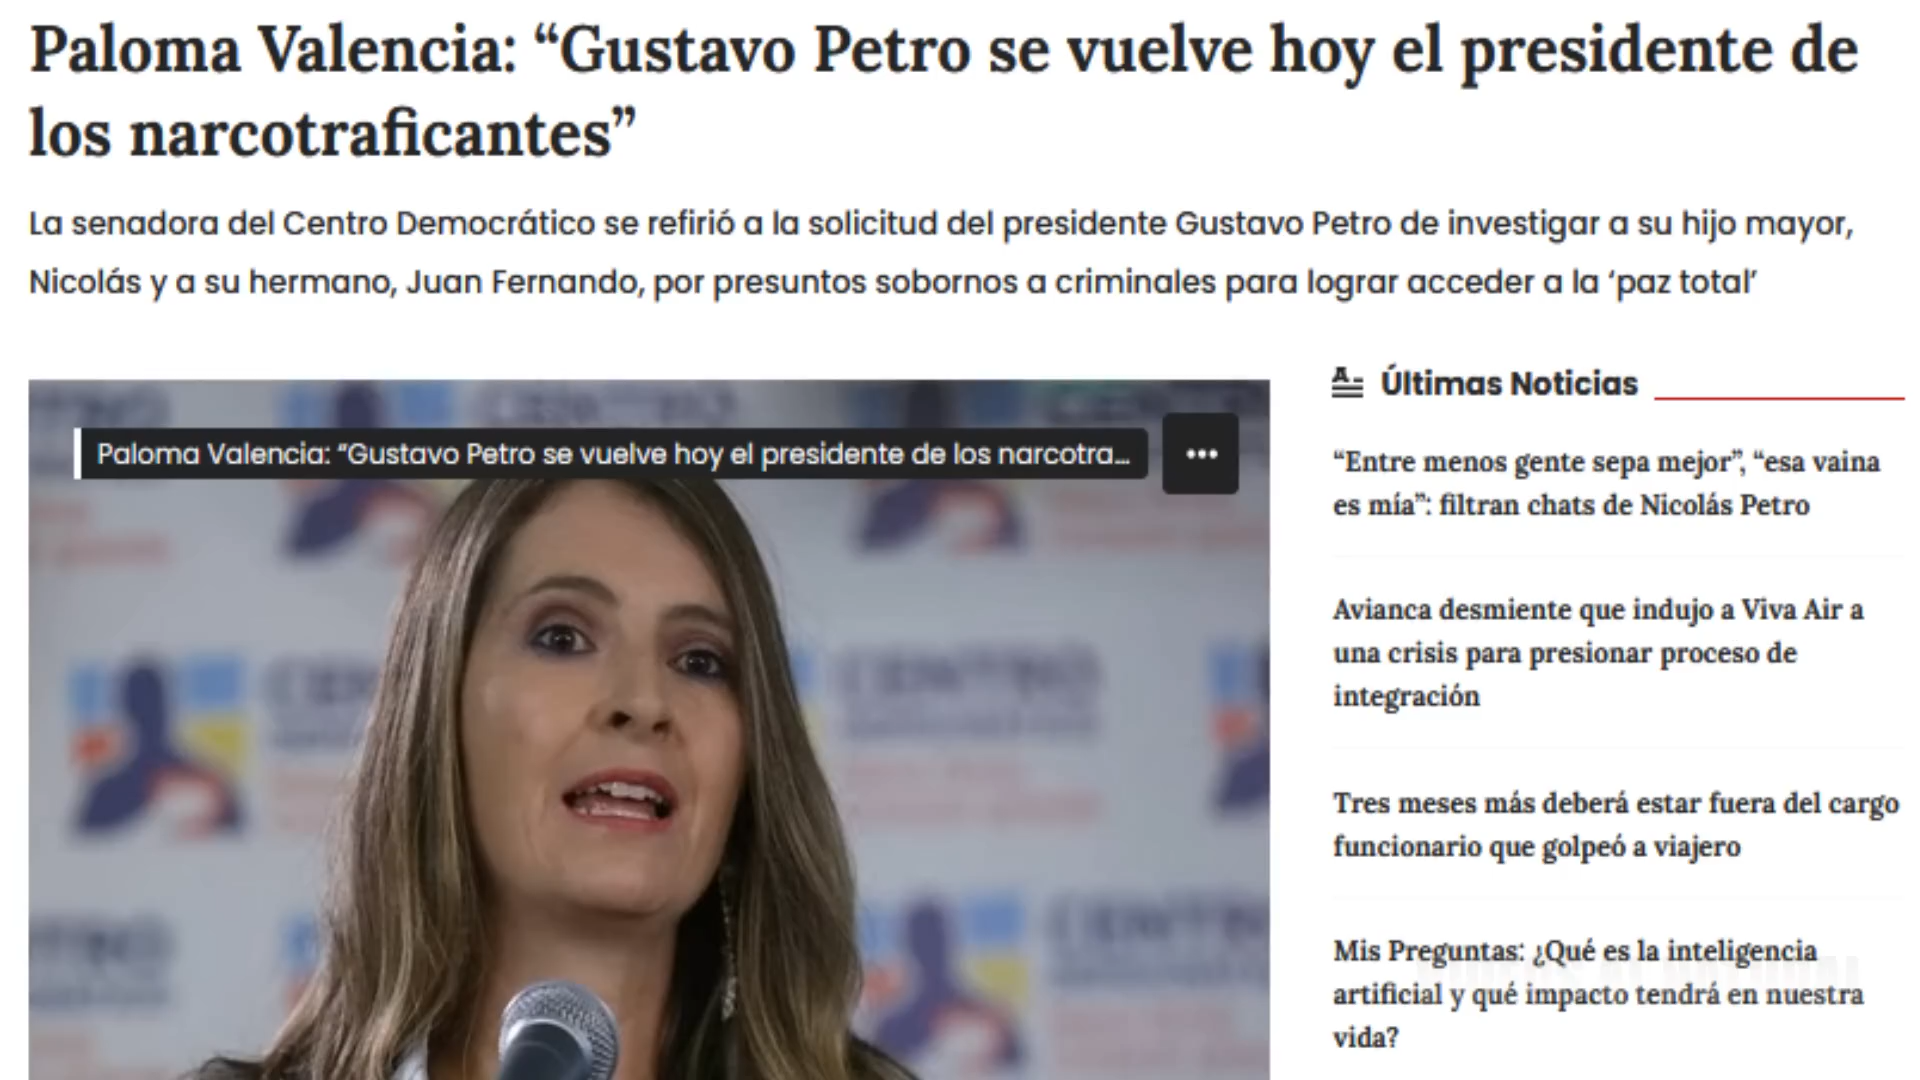 Paloma Valencia: “Gustavo Petro se vuelve hoy el presidente de
los narcotraficantes”
La senadora del Centro Democrático se refirió a la solicitud del presidente Gustavo Petro de investigar a su hijo mayor,
Nicolás y a su hermano, Juan Fernando, por presuntos sobornos a criminales para lograr acceder a la ‘paz total’
Paloma Valencia: “Gustavo Petro se vuelve hoy el presidente de los narcotra...
CENTRO
CENTRO
CENTRO
CENTRO
Últimas Noticias
“Entre menos gente sepa mejor”, “esa vaina
es mía”: filtran chats de Nicolás Petro
Avianca desmiente que indujo a Viva Air a
una crisis para presionar proceso de
integración
Tres meses más deberá estar fuera del cargo
funcionario que golpeó a viajero
Mis Preguntas: ¿Qué es la inteligencia
artificial y qué impacto tendrá en nuestra
vida?